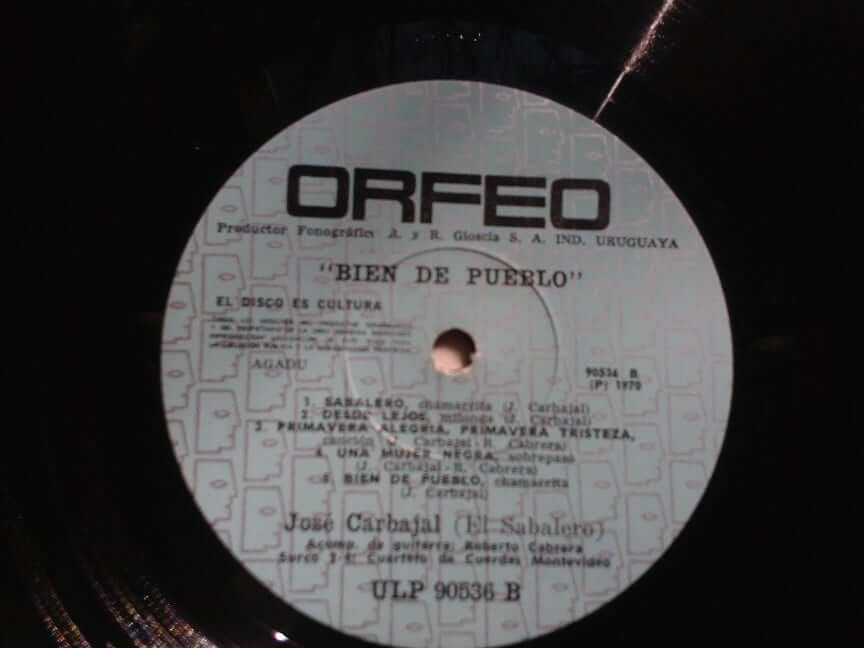 ORFEO
Productor Fonográfico A. y R. Gioscia S. A. IND. URUGUAYA
"BIEN DE PUEBLO"
EL DISCO ES CULTURA
AGADU
90536 B
(P) 1970
1. SABALERO, chamarrita (J. Carbajal)
2. DESDE LEJOS, milonga (J. Carbajal)
3. PRIMAVERA ALEGRIA, PRIMAVERA TRISTEZA,
canción (J. Carbajal - R. Cabrera)
4. UNA MUJER NEGRA, sobrepaso
(J. Carbajal - R. Cabrera)
5. BIEN DE PUEBLO, chamarrita
(J. Carbajal)
José Carbajal (El Sabalero)
Acomp. de guitarra: Roberto Cabrera
Surco 3-4: Cuarteto de Cuerdas Montevideo
ULP 90536 B